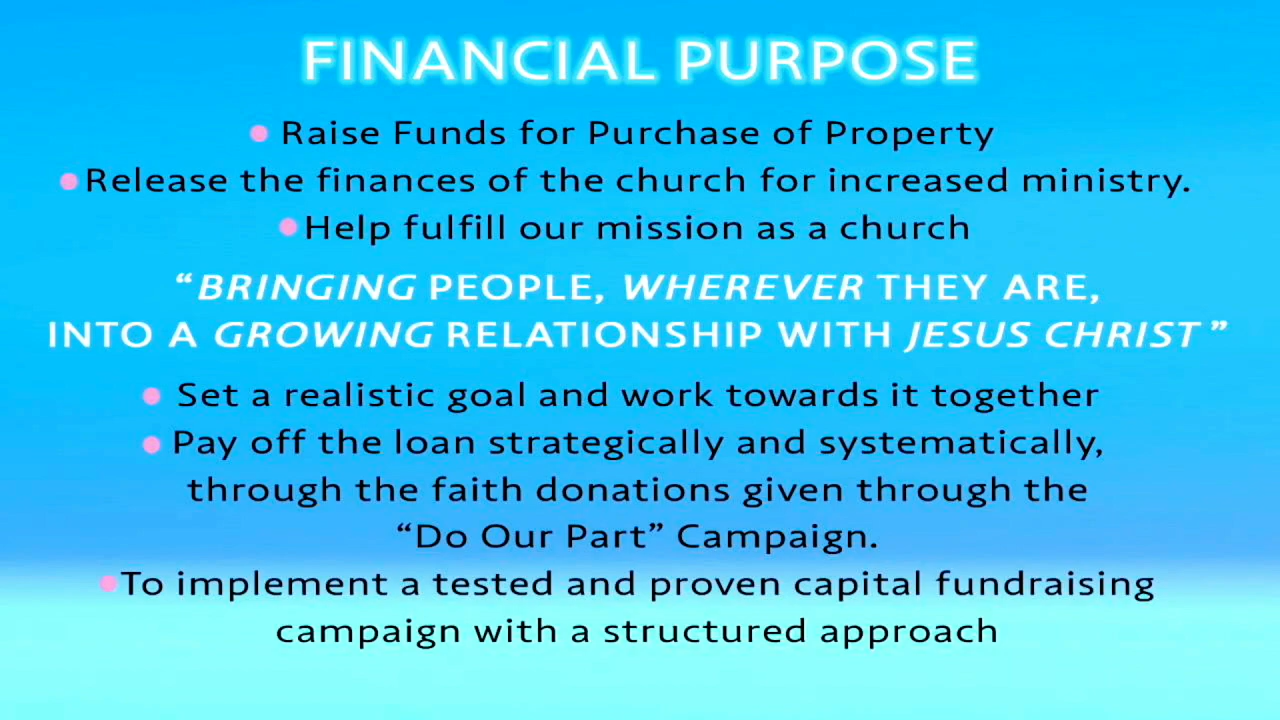 FINANCIAL PURPOSE
• Raise Funds for Purchase of Property
• Release the finances of the church for increased ministry.
• Help fulfill our mission as a church
“BRINGING PEOPLE, WHEREVER THEY ARE,
INTO A GROWING RELATIONSHIP WITH JESUS CHRIST”
• Set a realistic goal and work towards it together
• Pay off the loan strategically and systematically,
through the faith donations given through the
“Do Our Part” Campaign.
• To implement a tested and proven capital fundraising
campaign with a structured approach